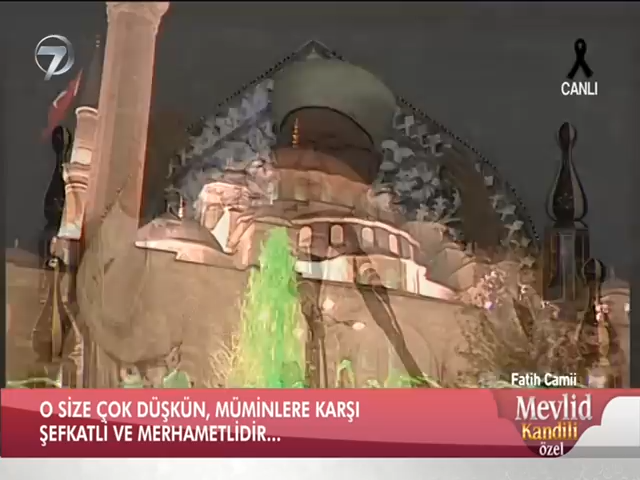 7
CANLI
Fatih Camii
O SİZE ÇOK DÜŞKÜN, MÜMİNLERE KARŞI
ŞEFKATLİ VE MERHAMETLİDİR...
Mevlid
Kandili
özel